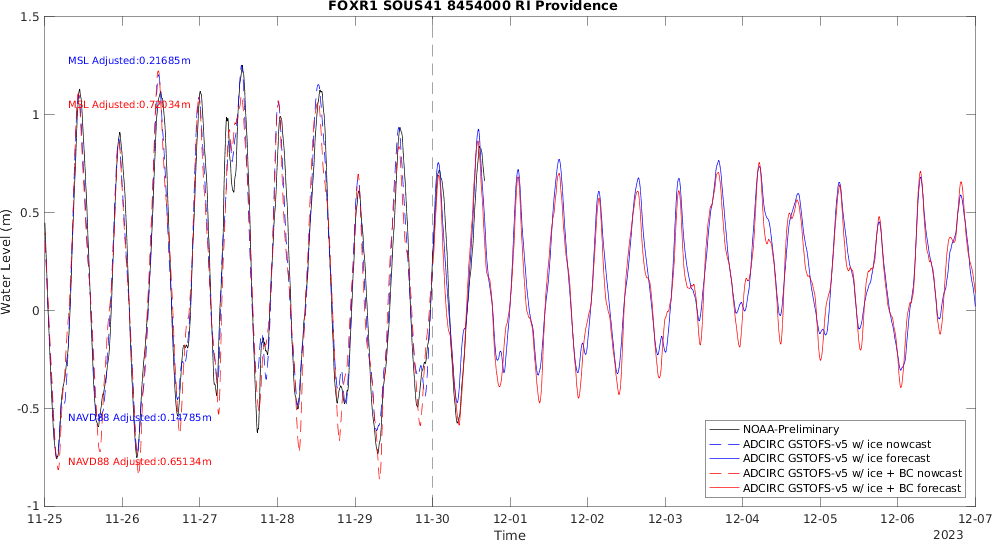 FOXR1 SOUS41 8454000 RI Providence
1.5
MSL Adjusted:0.21685m
MSL Adjusted:0.72034m
1
0.5
0
-0.5
-1
Water Level (m)
NAVD88 Adjusted:0.14785m
NAVD88 Adjusted:0.65134m
NOAA-Preliminary
ADCIRC GSTOFS-v5 w/ ice nowcast
ADCIRC GSTOFS-v5 w/ ice forecast
ADCIRC GSTOFS-v5 w/ ice + BC nowcast
ADCIRC GSTOFS-v5 w/ ice + BC forecast
11-25 11-26 11-27 11-28 11-29 11-30 12-01 12-02 12-03 12-04 12-05 12-06 12-07
Time
2023